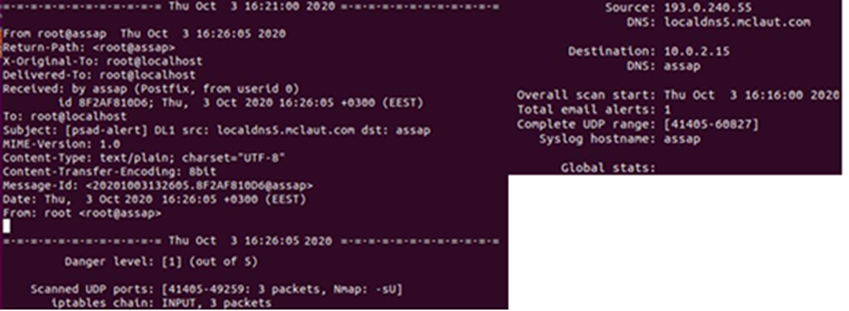 =-=-=-=-=-=-=-=-=-=-=-= Thu Oct  3 16:21:00 2020 =-=-=-=-=-=-=-=-=-=-=-=
From root@assap  Thu Oct  3 16:26:05 2020
Return-Path: <root@assap>
X-Original-To: root@localhost
Delivered-To: root@localhost
Received: by assap (Postfix, from userid 0)
id 8F2AF810D6; Thu,  3 Oct 2020 16:26:05 +0300 (EEST)
To: root@localhost
Subject: [psad-alert] DL1 src: localdns5.mclaut.com dst: assap
MIME-Version: 1.0
Content-Type: text/plain; charset="UTF-8"
Content-Transfer-Encoding: 8bit
Message-Id: <20201003132605.8F2AF810D6@assap>
Date: Thu,  3 Oct 2020 16:26:05 +0300 (EEST)
From: root <root@assap>
=-=-=-=-=-=-=-=-=-=-=-= Thu Oct  3 16:26:05 2020 =-=-=-=-=-=-=-=-=-=-=-=
Danger level: [1] (out of 5)
Scanned UDP ports: [41405-49259: 3 packets, Nmap: -sU]
iptables chain: INPUT, 3 packets
Source: 193.0.240.55
DNS: localdns5.mclaut.com
Destination: 10.0.2.15
DNS: assap
Overall scan start: Thu Oct  3 16:16:00 2020
Total email alerts: 1
Complete UDP range: [41405-60827]
Syslog hostname: assap
Global stats: